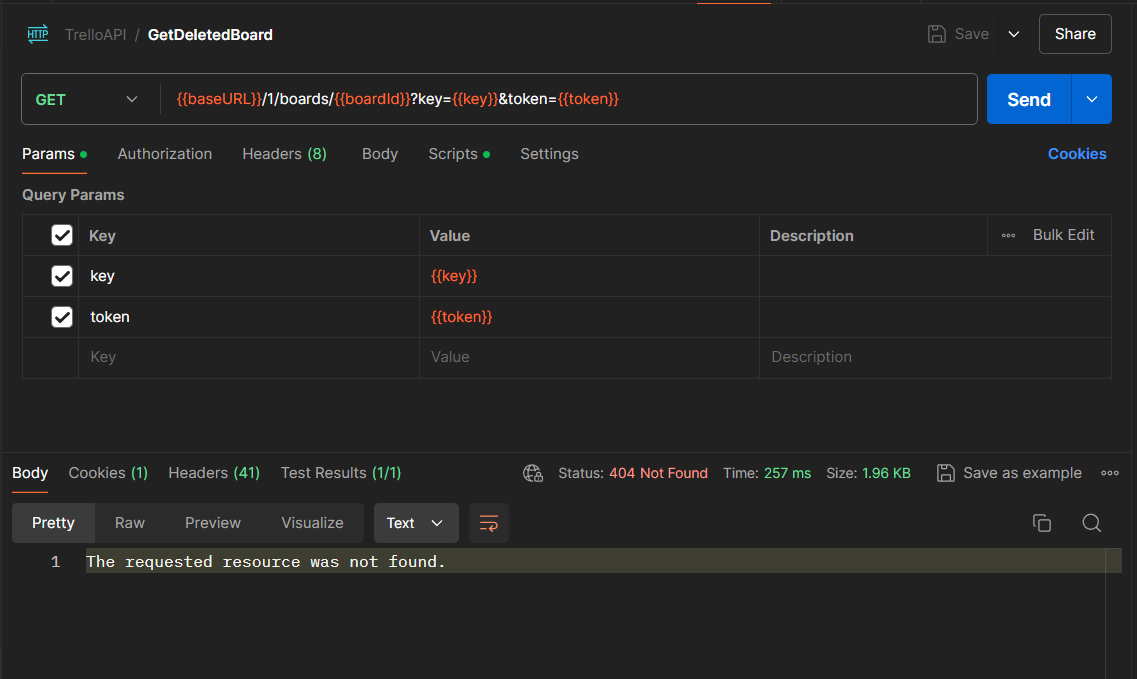 HTTP TrelloAPI / GetDeletedBoard Save Share
GET {{baseURL}}/1/boards/{{boardId}}?key={{key}}&token={{token}} Send
Params Authorization Headers (8) Body Scripts Settings Cookies
Query Params
Key Value Description Bulk Edit
key {{key}}
token {{token}}
Key Value Description
Body Cookies (1) Headers (41) Test Results (1/1) Status: 404 Not Found Time: 257 ms Size: 1.96 KB Save as example
Pretty Raw Preview Visualize Text
1 The requested resource was not found.